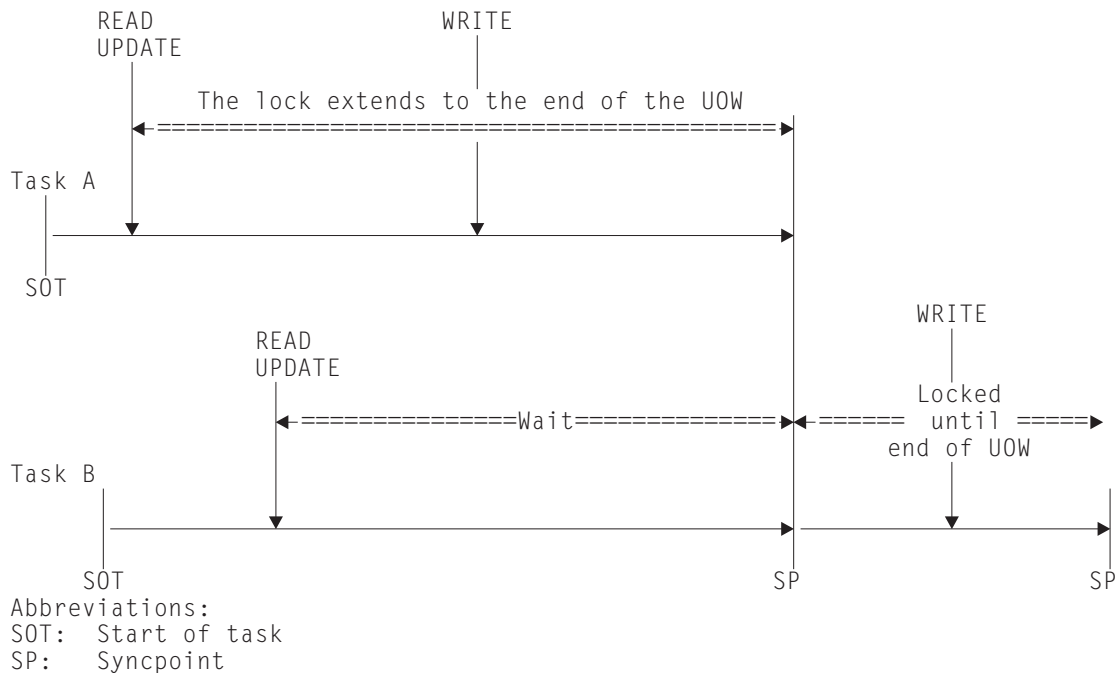 READ
UPDATE
WRITE
The lock extends to the end of the UOW
Task A
SOT
READ
UPDATE
WRITE
Wait
Locked
until
end of UOW
Task B
SOT
SP
SP
Abbreviations:
SOT: Start of task
SP: Syncpoint